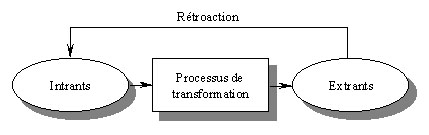 Rétroaction
Intrants
Processus de
transformation
Extrants